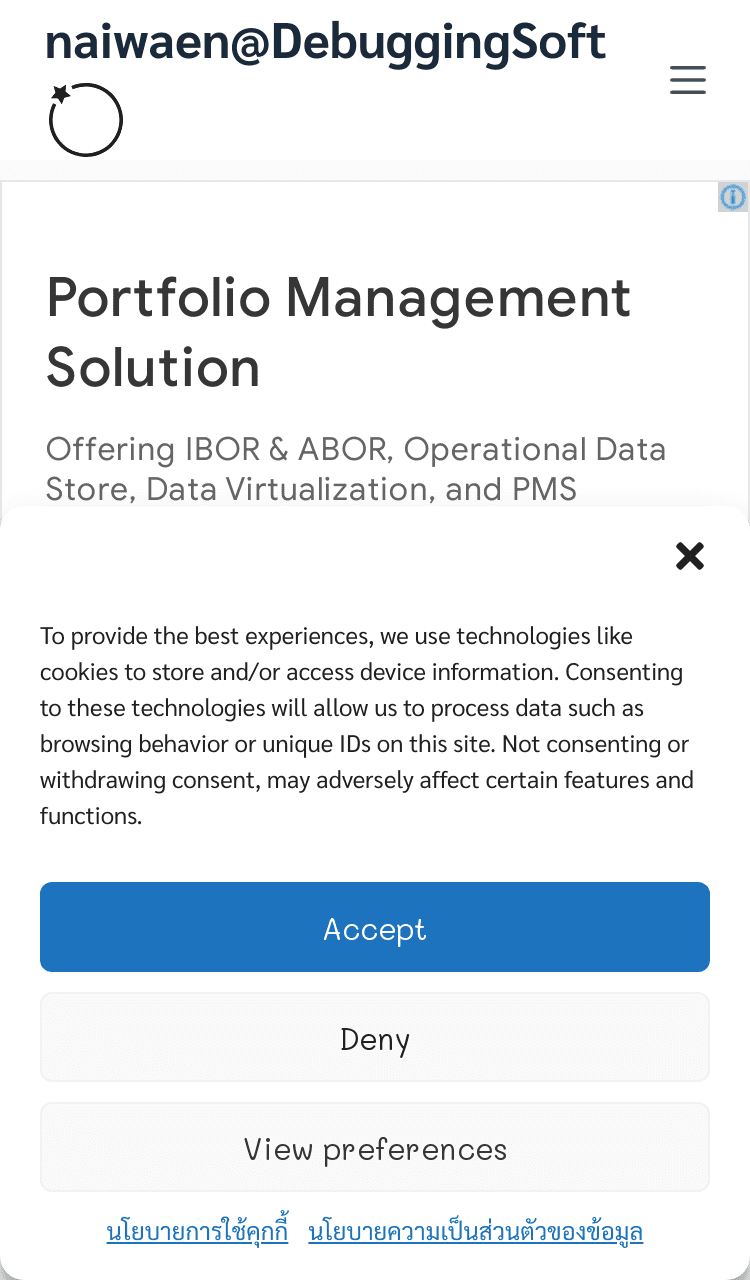 naiwaen@DebuggingSoft
Portfolio Management
Solution
Offering IBOR & ABOR, Operational Data
Store, Data Virtualization, and PMS
To provide the best experiences, we use technologies like
cookies to store and/or access device information. Consenting
to these technologies will allow us to process data such as
browsing behavior or unique IDs on this site. Not consenting or
withdrawing consent, may adversely affect certain features and
functions.
Accept
Deny
View preferences
นโยบายการใช้คุกกี้ นโยบายความเป็นส่วนตัวของข้อมูล